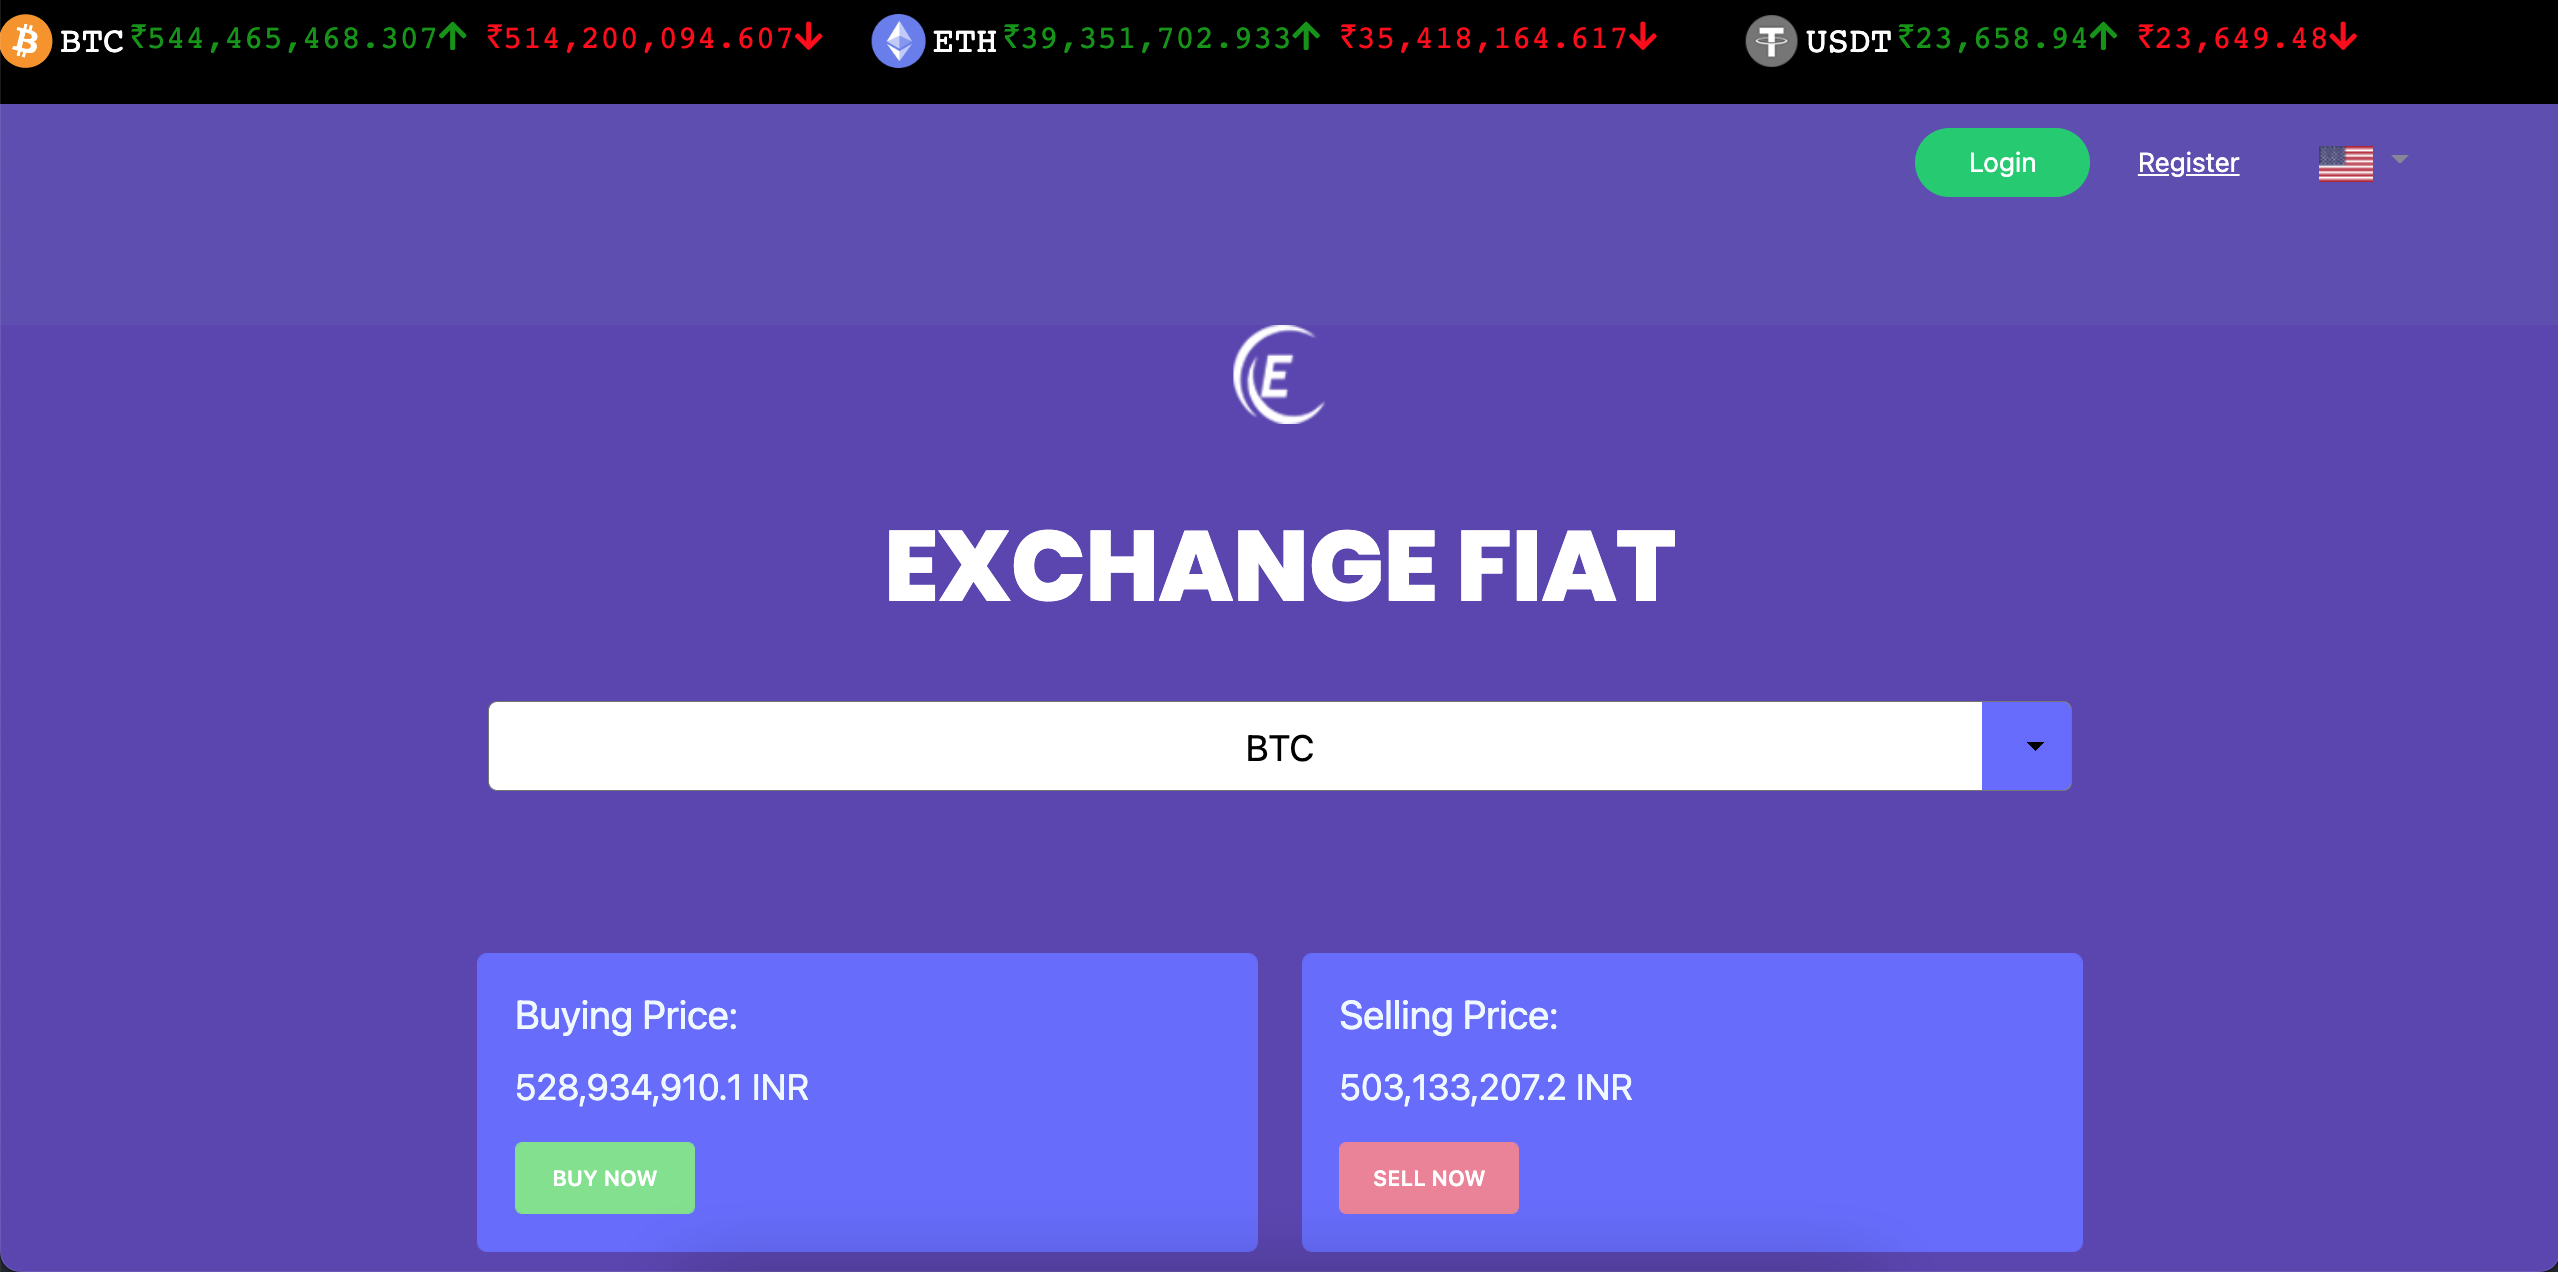 BTC ₹544,465,468.307 ₹514,200,094.607 ETH ₹39,351,702.933 ₹35,418,164.617 USDT ₹23,658.94 ₹23,649.48
Login Register
E
EXCHANGE FIAT
BTC
Buying Price:
528,934,910.1 INR
BUY NOW
Selling Price:
503,133,207.2 INR
SELL NOW